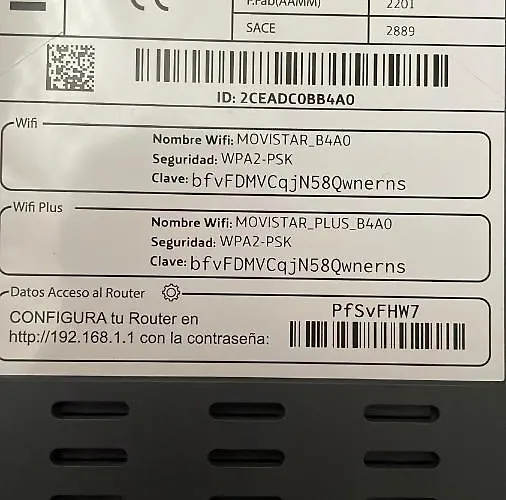 P.Fab(AAMM) 2201
SACE 2889
ID: 2CEADC0BB4A0
Wifi
Nombre Wifi: MOVISTAR_B4A0
Seguridad: WPA2-PSK
Clave: bfvFDMVCqjN58Qwnerns
Wifi Plus
Nombre Wifi: MOVISTAR_PLUS_B4A0
Seguridad: WPA2-PSK
Clave: bfvFDMVCqjN58Qwnerns
Datos Acceso al Router
PfSvFHW7
CONFIGURA tu Router en
http://192.168.1.1 con la contraseña: